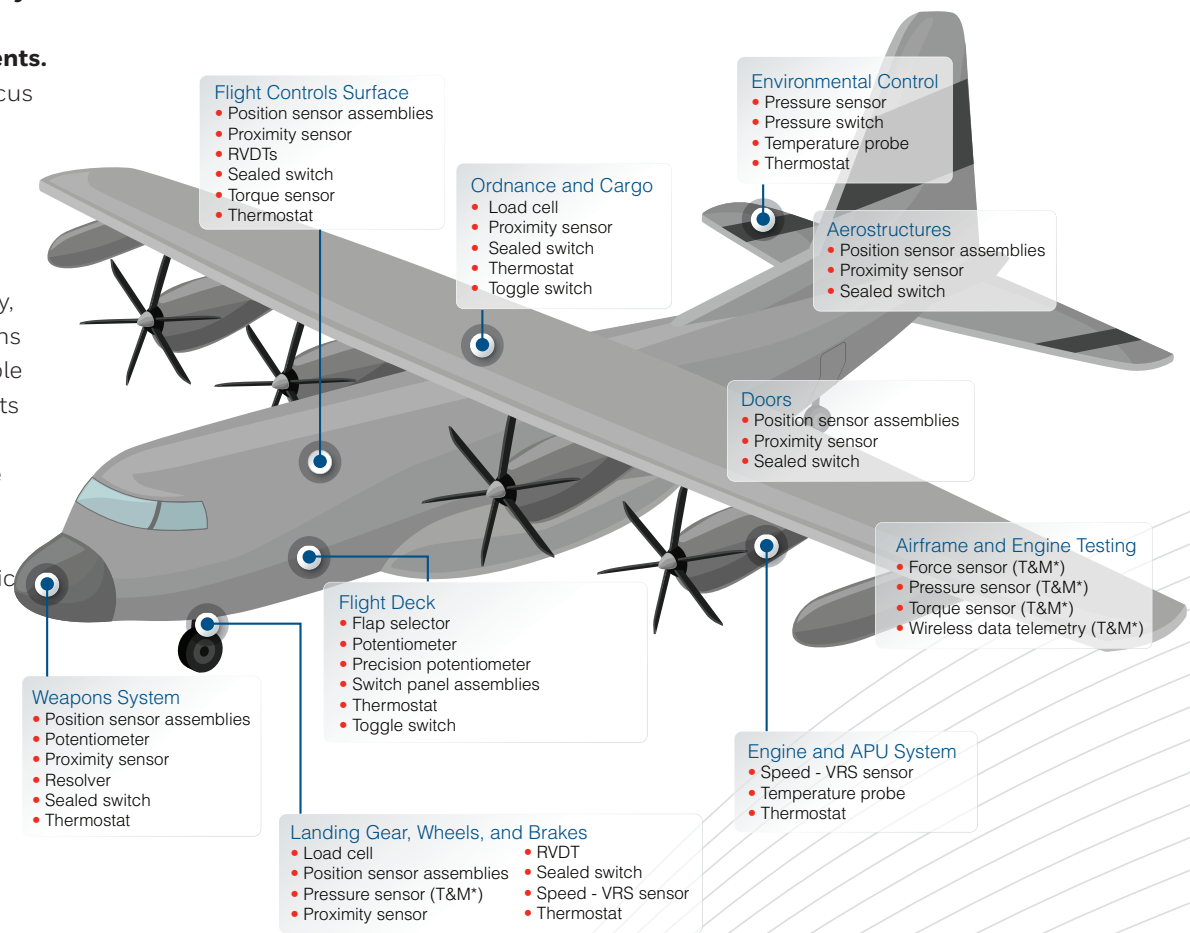 ents.
cus
y,
ns
ple
ts
e
ic
Flight Controls Surface
• Position sensor assemblies
• Proximity sensor
• RVDTs
• Sealed switch
• Torque sensor
• Thermostat
Ordnance and Cargo
• Load cell
• Proximity sensor
• Sealed switch
• Thermostat
• Toggle switch
Environmental Control
• Pressure sensor
• Pressure switch
• Temperature probe
• Thermostat
Aerostructures
• Position sensor assemblies
• Proximity sensor
• Sealed switch
Doors
• Position sensor assemblies
• Proximity sensor
• Sealed switch
Airframe and Engine Testing
• Force sensor (T&M*)
• Pressure sensor (T&M*)
• Torque sensor (T&M*)
• Wireless data telemetry (T&M*)
Flight Deck
• Flap selector
• Potentiometer
• Precision potentiometer
• Switch panel assemblies
• Thermostat
• Toggle switch
Weapons System
• Position sensor assemblies
• Potentiometer
• Proximity sensor
• Resolver
• Sealed switch
• Thermostat
Engine and APU System
• Speed - VRS sensor
• Temperature probe
• Thermostat
Landing Gear, Wheels, and Brakes
• Load cell
• Position sensor assemblies
• Pressure sensor (T&M*)
• Proximity sensor
• RVDT
• Sealed switch
• Speed - VRS sensor
• Thermostat